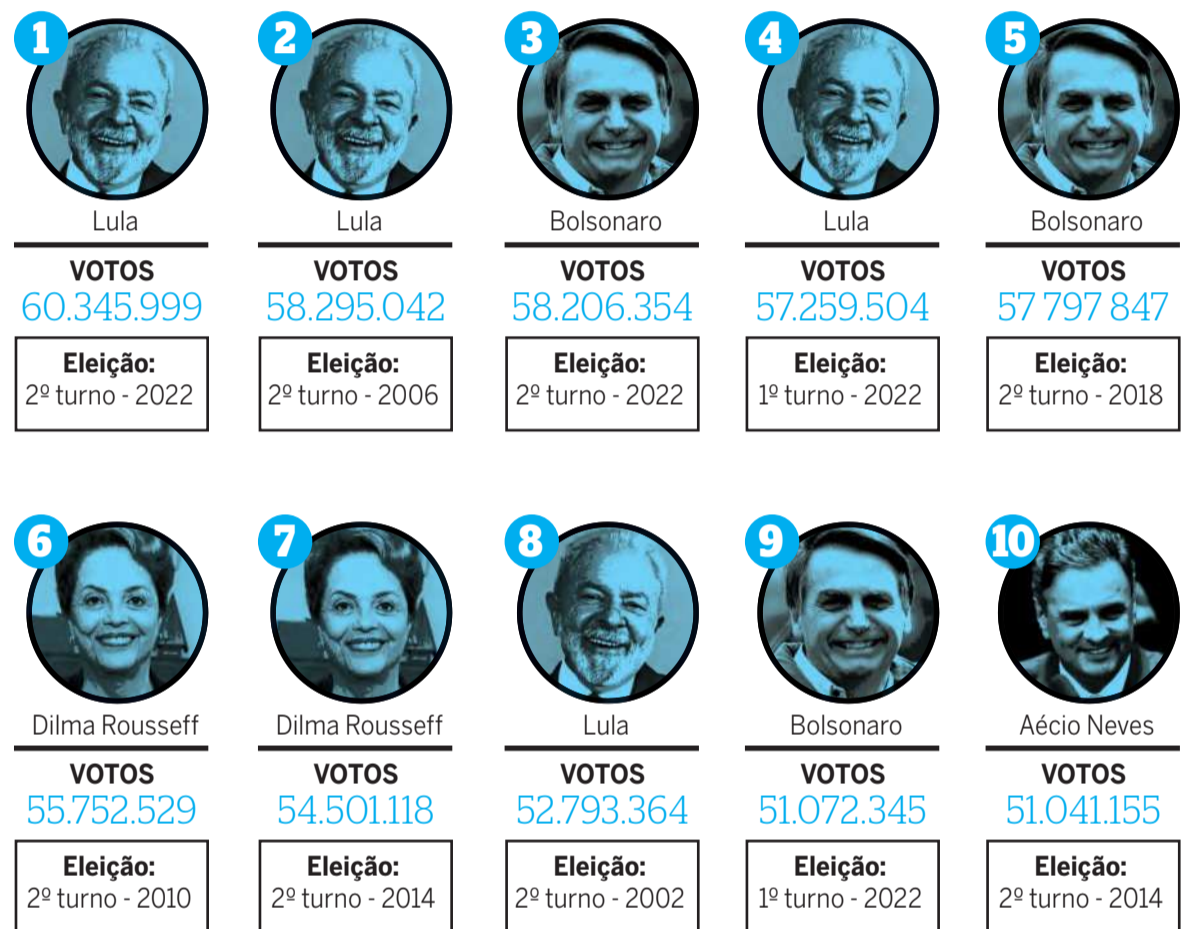 1
Lula
VOTOS
60.345.999
Eleição:
2º turno - 2022
2
Lula
VOTOS
58.295.042
Eleição:
2º turno - 2006
3
Bolsonaro
VOTOS
58.206.354
Eleição:
2º turno - 2022
4
Lula
VOTOS
57.259.504
Eleição:
1º turno - 2022
5
Bolsonaro
VOTOS
57 797 847
Eleição:
2º turno - 2018
6
Dilma Rousseff
VOTOS
55.752.529
Eleição:
2º turno - 2010
7
Dilma Rousseff
VOTOS
54.501.118
Eleição:
2º turno - 2014
8
Lula
VOTOS
52.793.364
Eleição:
2º turno - 2002
9
Bolsonaro
VOTOS
51.072.345
Eleição:
1º turno - 2022
10
Aécio Neves
VOTOS
51.041.155
Eleição:
2º turno - 2014